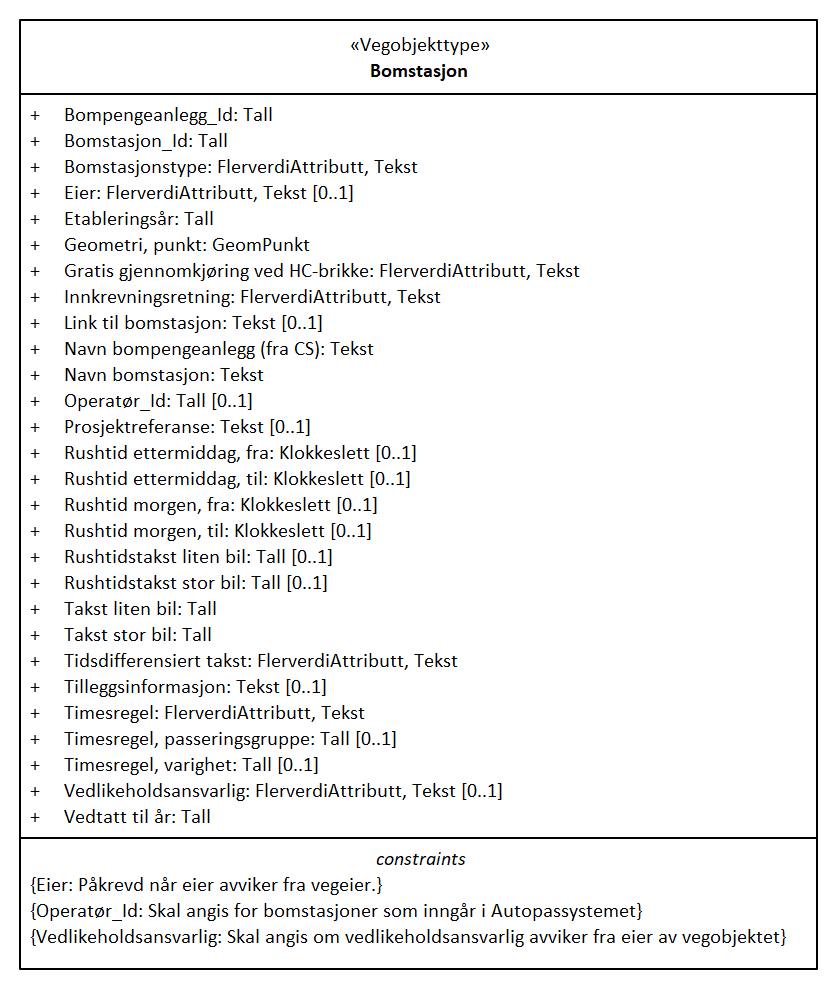 «Vegobjekttype»
Bomstasjon
+ Bompengeanlegg_Id: Tall
+ Bomstasjon_Id: Tall
+ Bomstasjonstype: FlerverdiAttributt, Tekst
+ Eier: FlerverdiAttributt, Tekst [0..1]
+ Etableringsår: Tall
+ Geometri, punkt: GeomPunkt
+ Gratis gjennomkjøring ved HC-brikke: FlerverdiAttributt, Tekst
+ Innkrevningsretning: FlerverdiAttributt, Tekst
+ Link til bomstasjon: Tekst [0..1]
+ Navn bompengeanlegg (fra CS): Tekst
+ Navn bomstasjon: Tekst
+ Operatør_Id: Tall [0..1]
+ Prosjektreferanse: Tekst [0..1]
+ Rushtid ettermiddag, fra: Klokkeslett [0..1]
+ Rushtid ettermiddag, til: Klokkeslett [0..1]
+ Rushtid morgen, fra: Klokkeslett [0..1]
+ Rushtid morgen, til: Klokkeslett [0..1]
+ Rushtidstakst liten bil: Tall [0..1]
+ Rushtidstakst stor bil: Tall [0..1]
+ Takst liten bil: Tall
+ Takst stor bil: Tall
+ Tidsdifferensiert takst: FlerverdiAttributt, Tekst
+ Tilleggsinformasjon: Tekst [0..1]
+ Timesregel: FlerverdiAttributt, Tekst
+ Timesregel, passeringsgruppe: Tall [0..1]
+ Timesregel, varighet: Tall [0..1]
+ Vedlikeholdsansvarlig: FlerverdiAttributt, Tekst [0..1]
+ Vedtatt til år: Tall
constraints
{Eier: Påkrevd når eier avviker fra vegeier.}
{Operatør_Id: Skal angis for bomstasjoner som inngår i Autopassystemet}
{Vedlikeholdsansvarlig: Skal angis om vedlikeholdsansvarlig avviker fra eier av vegobjektet}